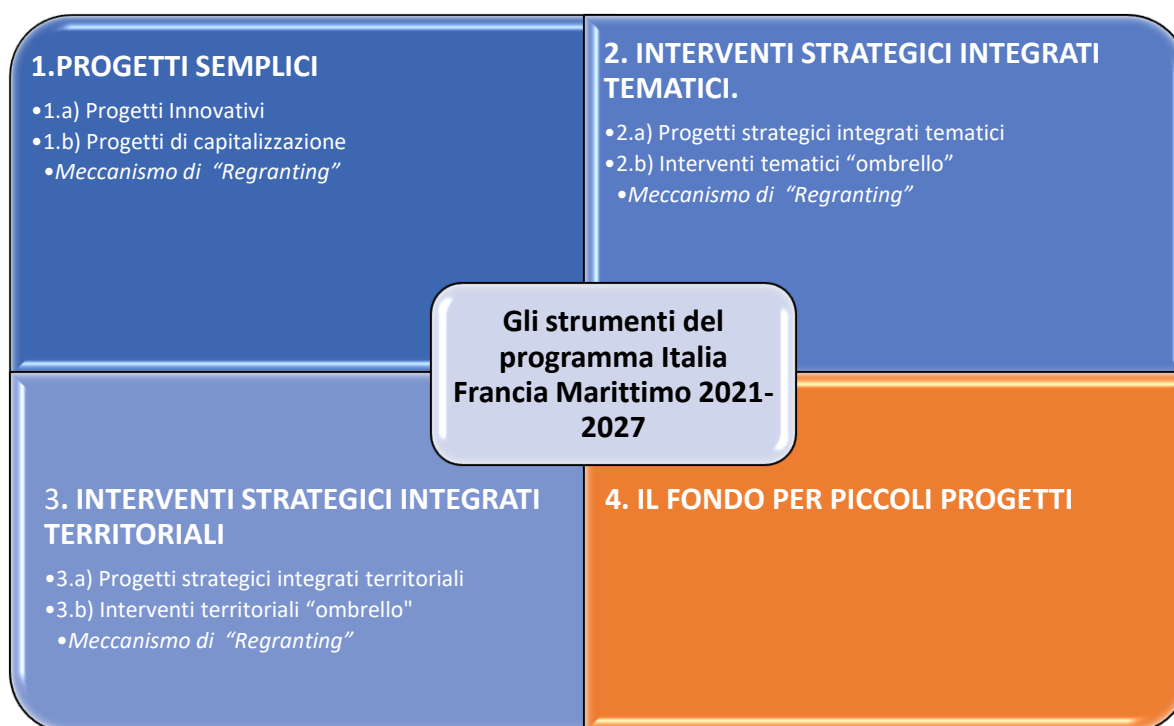 1.PROGETTI SEMPLICI
•1.a) Progetti Innovativi
•1.b) Progetti di capitalizzazione
•Meccanismo di “Regranting”
2. INTERVENTI STRATEGICI INTEGRATI
TEMATICI.
•2.a) Progetti strategici integrati tematici
•2.b) Interventi tematici “ombrello”
•Meccanismo di “Regranting”
Gli strumenti del
programma Italia
Francia Marittimo 2021-
2027
3. INTERVENTI STRATEGICI INTEGRATI
TERRITORIALI
•3.a) Progetti strategici integrati territoriali
•3.b) Interventi territoriali “ombrello"
•Meccanismo di “Regranting”
4. IL FONDO PER PICCOLI PROGETTI